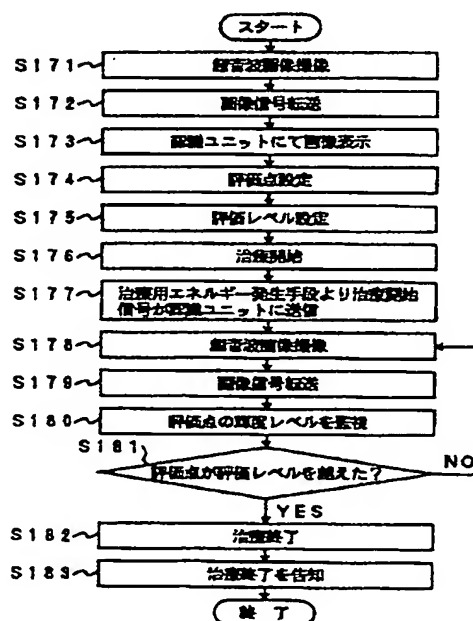 スタート
S171 超音波画像撮像
S172 画像信号転送
S173 認識ユニットにて画像表示
S174 評価点設定
S175 評価レベル設定
S176 治療開始
S177 治療用エネルギー発生手段より治療開始
信号が認識ユニットに送信
S178 超音波画像撮像
S179 画像信号転送
S180 評価点の輝度レベルを監視
S181 評価点が評価レベルを越えた?
NO
YES
S182 治療終了
S183 治療終了を告知
終了